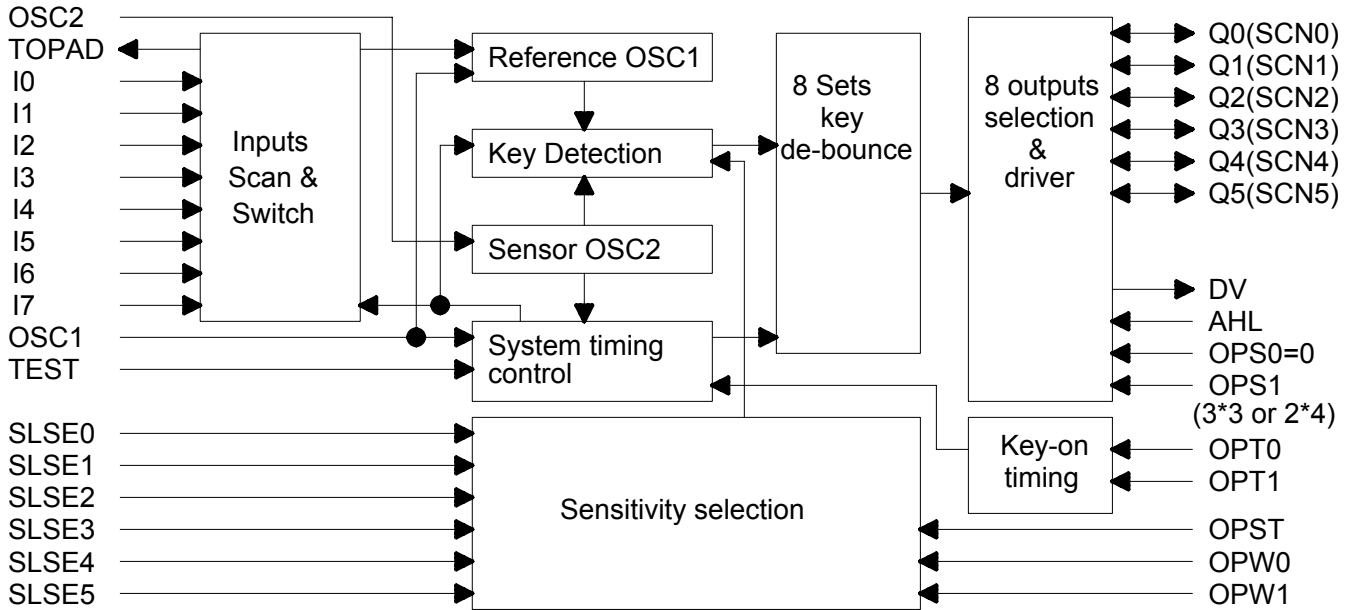 OSC2
TOPAD
I0
I1
I2
I3
I4
I5
I6
I7
OSC1
TEST
SLSE0
SLSE1
SLSE2
SLSE3
SLSE4
SLSE5
Inputs
Scan &
Switch
Reference OSC1
Key Detection
Sensor OSC2
System timing
control
Sensitivity selection
8 Sets
key
de-bounce
8 outputs
selection
&
driver
Key-on
timing
Q0(SCN0)
Q1(SCN1)
Q2(SCN2)
Q3(SCN3)
Q4(SCN4)
Q5(SCN5)
DV
AHL
OPS0=0
OPS1
(3*3 or 2*4)
OPT0
OPT1
OPST
OPW0
OPW1